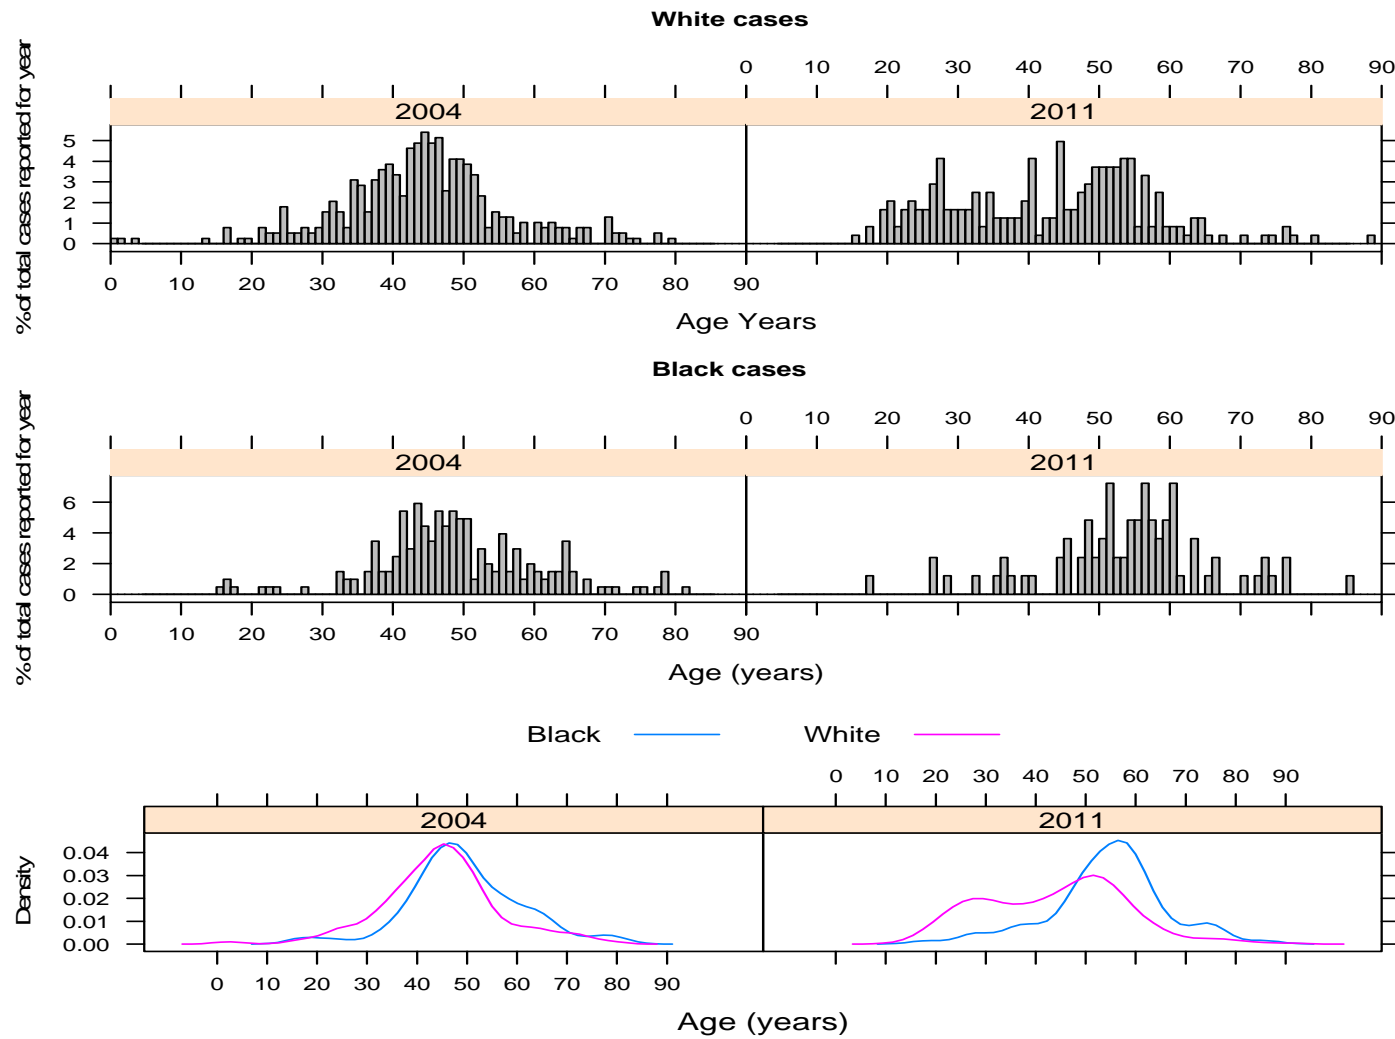 White cases
0 10 20 30 40 50 60 70 80 90
2004 2011
% of total cases reported for year
5
4
3
2
1
0
0 10 20 30 40 50 60 70 80 90
Age Years
Black cases
0 10 20 30 40 50 60 70 80 90
2004 2011
% of total cases reported for year
6
4
2
0
0 10 20 30 40 50 60 70 80 90
Age (years)
Black White
0 10 20 30 40 50 60 70 80 90
2004 2011
Density
0.04
0.03
0.02
0.01
0.00
0 10 20 30 40 50 60 70 80 90
Age (years)